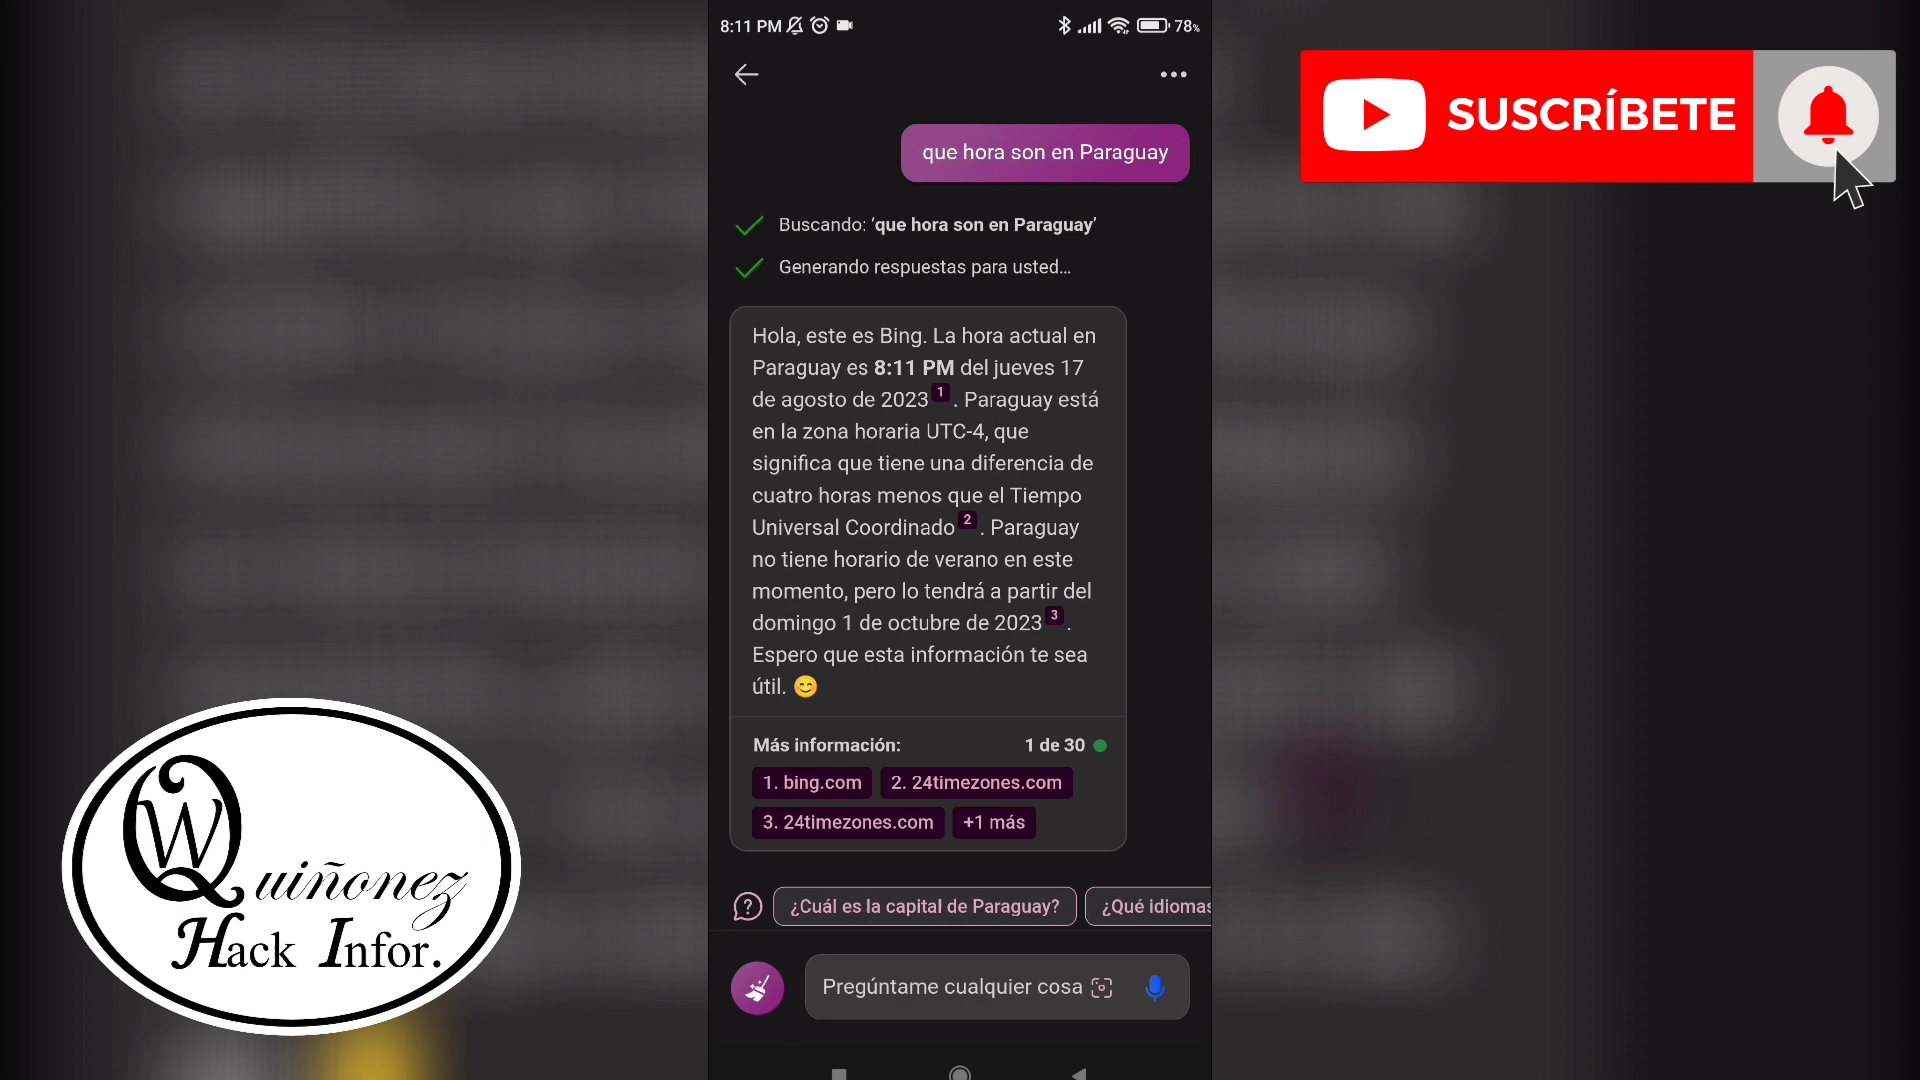 8:11 PM
78%
SUSCRÍBETE
que hora son en Paraguay
Buscando: ‘que hora son en Paraguay’
Generando respuestas para usted...
Hola, este es Bing. La hora actual en
Paraguay es 8:11 PM del jueves 17
de agosto de 2023 1 . Paraguay está
en la zona horaria UTC-4, que
significa que tiene una diferencia de
cuatro horas menos que el Tiempo
Universal Coordinado 2 . Paraguay
no tiene horario de verano en este
momento, pero lo tendrá a partir del
domingo 1 de octubre de 2023 3 .
Espero que esta información te sea
útil. 😊
Más información: 1 de 30
1. bing.com 2. 24timezones.com
3. 24timezones.com +1 más
¿Cuál es la capital de Paraguay? ¿Qué idiomas
Pregúntame cualquier cosa
QW
Quiñonez
Hack Infor.